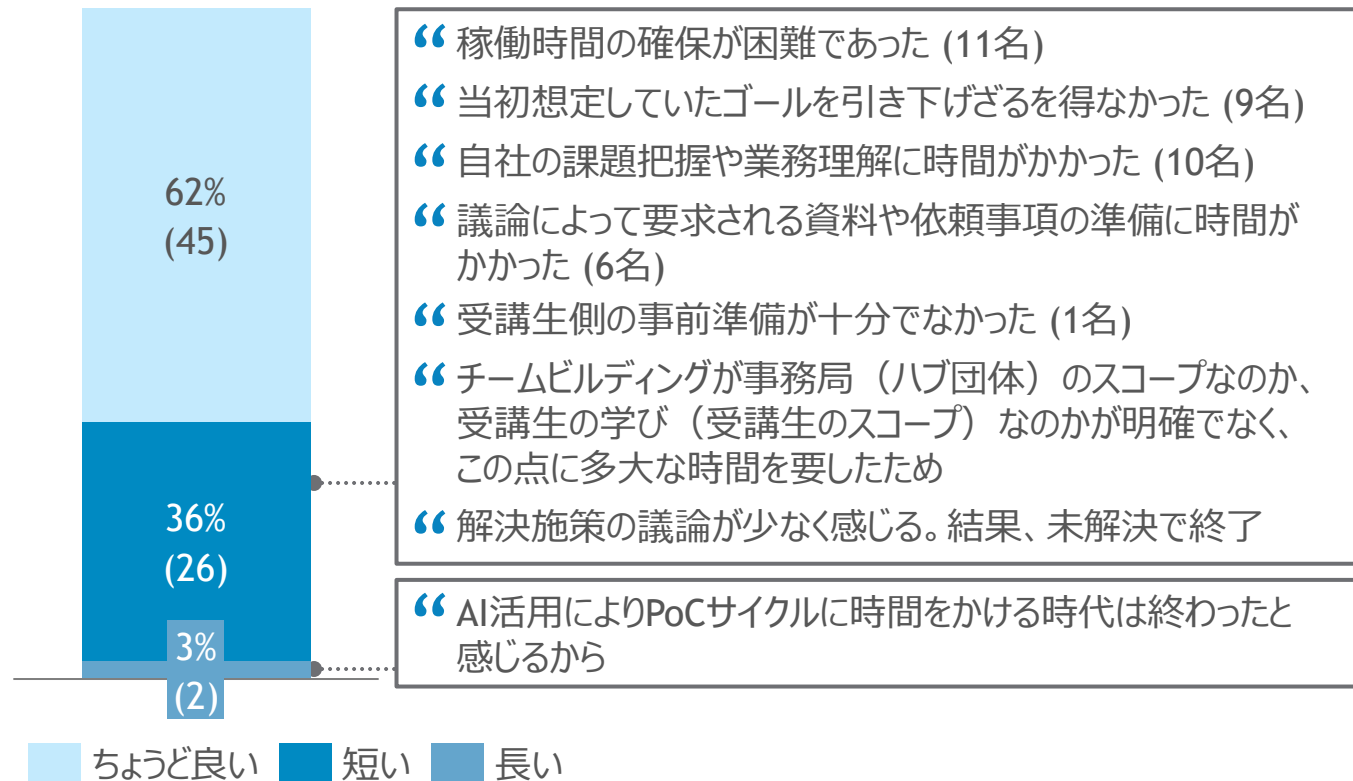 62%
(45)
36%
(26)
3%
(2)
“ 稼働時間の確保が困難であった (11名)
“ 当初想定していたゴールを引き下げざるを得なかった (9名)
“ 自社の課題把握や業務理解に時間がかかった (10名)
“ 議論によって要求される資料や依頼事項の準備に時間が
かかった (6名)
“ 受講生側の事前準備が十分でなかった (1名)
“ チームビルディングが事務局（ハブ団体）のスコープなのか、
受講生の学び（受講生のスコープ）なのかが明確でなく、
この点に多大な時間を要したため
“ 解決施策の議論が少なく感じる。結果、未解決で終了
“ AI活用によりPoCサイクルに時間をかける時代は終わったと
感じるから
ちょうど良い 短い 長い